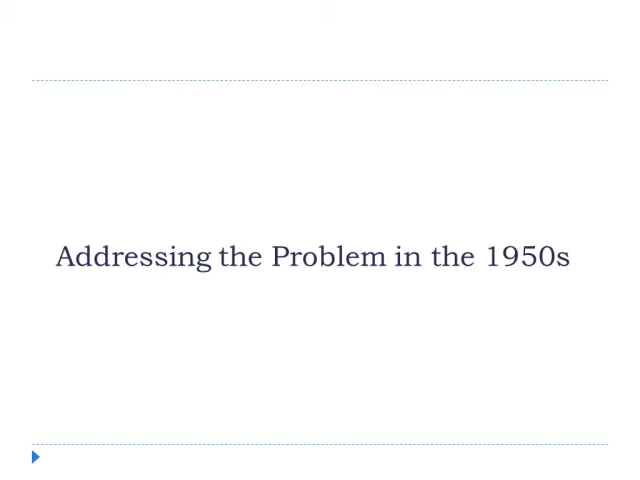 Addressing the Problem in the 1950s